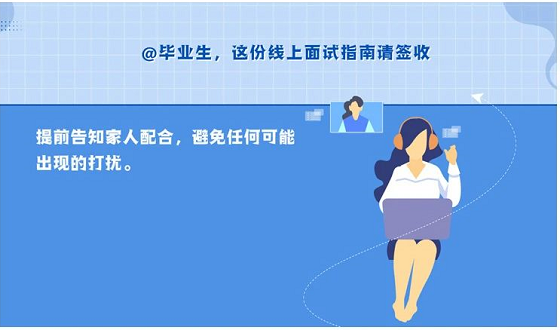 @毕业生，这份线上面试指南请签收
提前告知家人配合，避免任何可能
出现的打扰。